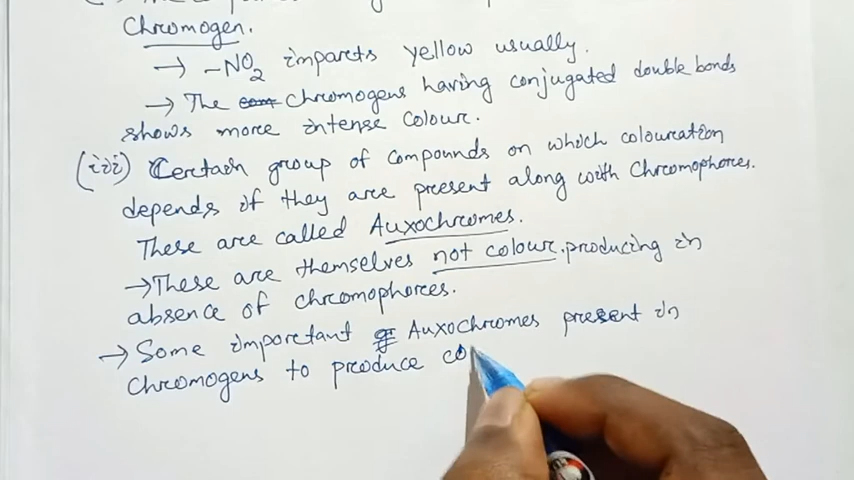 Chromogen.
→ -NO2 imparts yellow usually.
→ The Chromogens having conjugated double bonds
shows more intense colour.
(iii) Certain group of compounds on which colouration
depends if they are present along with Chromophores.
These are called Auxochromes.
→ These are themselves not colour producing in
absence of chromophores.
→ Some important Auxochromes present in
Chromogens to produce co